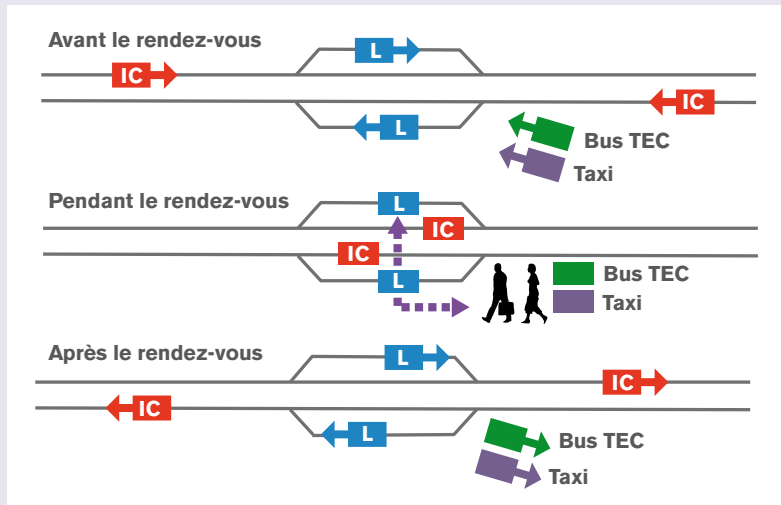 Avant le rendez-vous
L
IC
IC
L
Bus TEC
Taxi
Pendant le rendez-vous
L
IC
IC
L
Bus TEC
Taxi
Après le rendez-vous
L
IC
IC
L
Bus TEC
Taxi